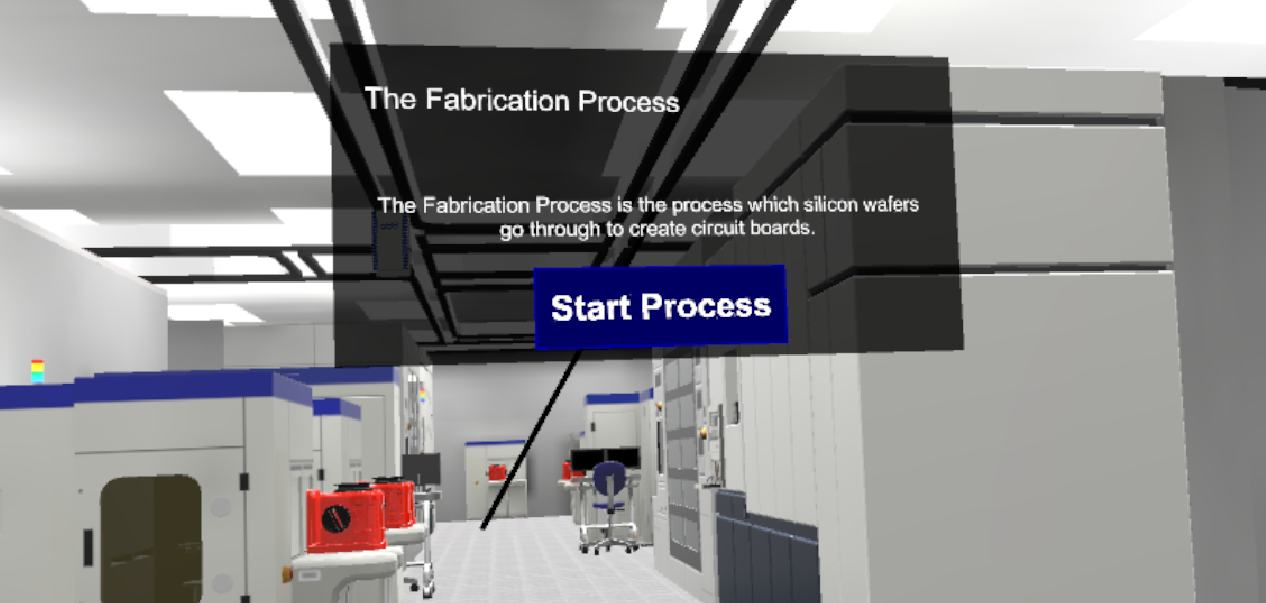 The Fabrication Process
The Fabrication Process is the process which silicon wafers
go through to create circuit boards.
Start Process